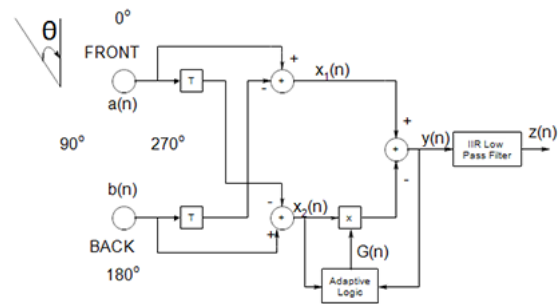 0°
θ
FRONT
a(n)
T
+
-
+
x₁(n)
90°
270°
+
+
-
y(n)
IIR Low
Pass Filter
z(n)
b(n)
T
-
+
+
x₂(n)
x
G(n)
BACK
180°
Adaptive
Logic